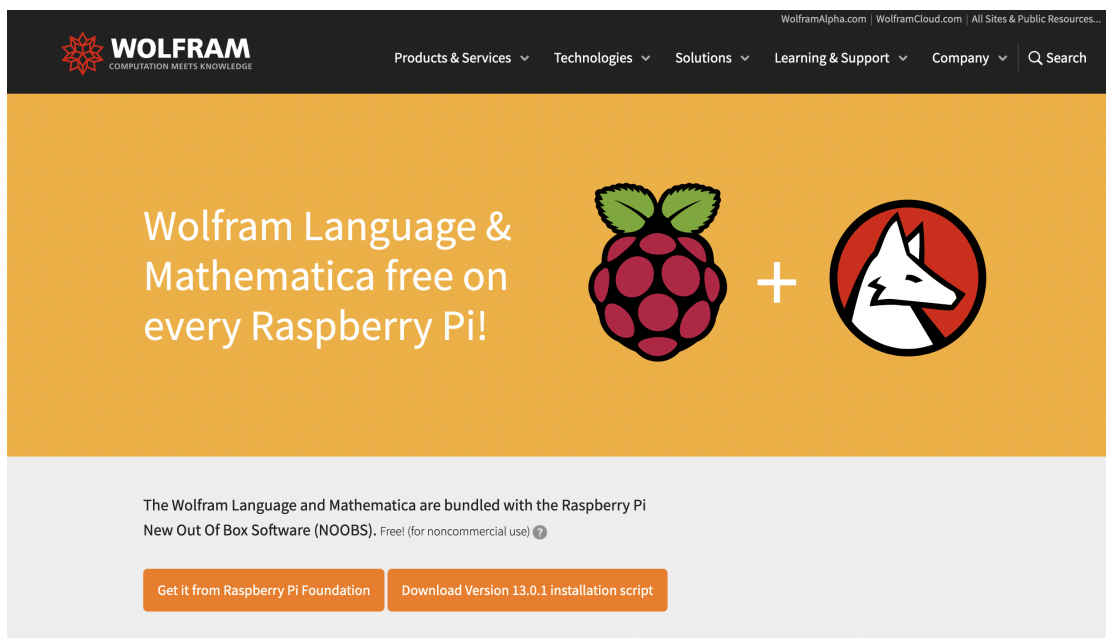 WolframAlpha.com | WolframCloud.com | All Sites & Public Resources...
WOLFRAM
COMPUTATION MEETS KNOWLEDGE
Products & Services Technologies Solutions Learning & Support Company Search
Wolfram Language &
Mathematica free on
every Raspberry Pi!
+
The Wolfram Language and Mathematica are bundled with the Raspberry Pi
New Out Of Box Software (NOOBS). Free! (for noncommercial use) ?
Get it from Raspberry Pi Foundation Download Version 13.0.1 installation script